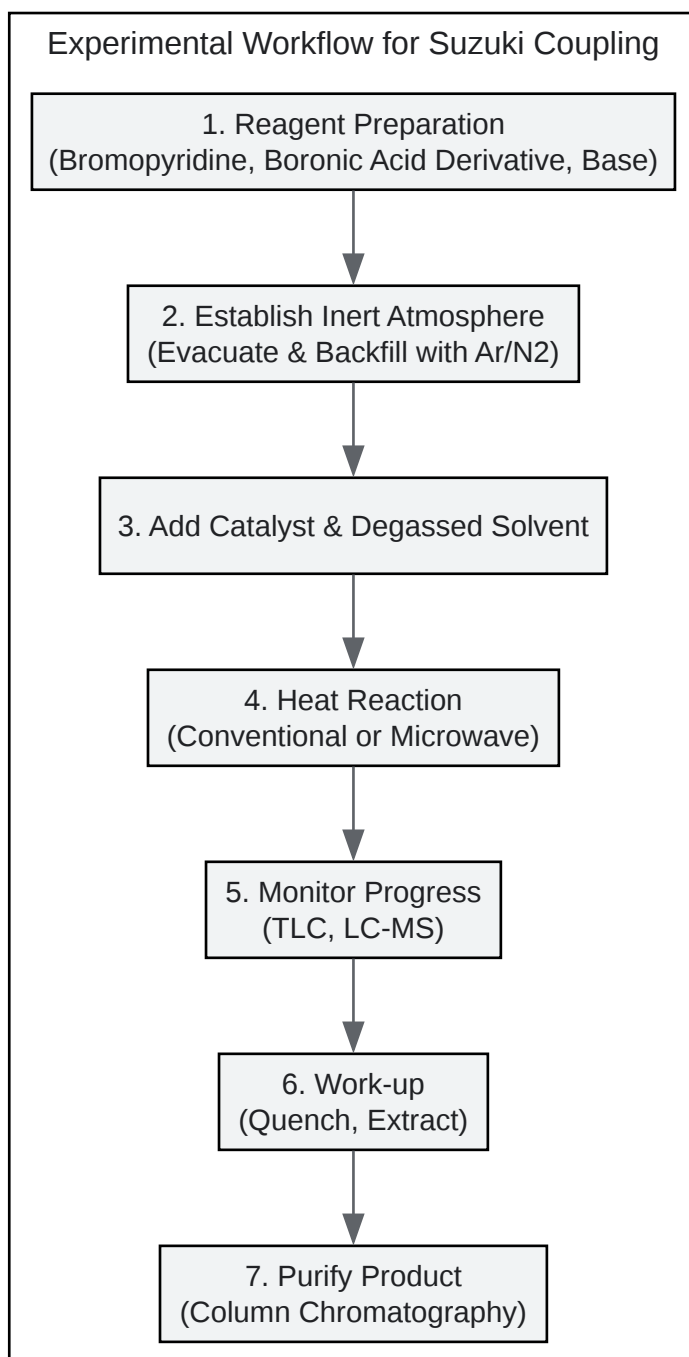 Experimental Workflow for Suzuki Coupling
1. Reagent Preparation
(Bromopyridine, Boronic Acid Derivative, Base)
2. Establish Inert Atmosphere
(Evacuate & Backfill with Ar/N2)
3. Add Catalyst & Degassed Solvent
4. Heat Reaction
(Conventional or Microwave)
5. Monitor Progress
(TLC, LC-MS)
6. Work-up
(Quench, Extract)
7. Purify Product
(Column Chromatography)